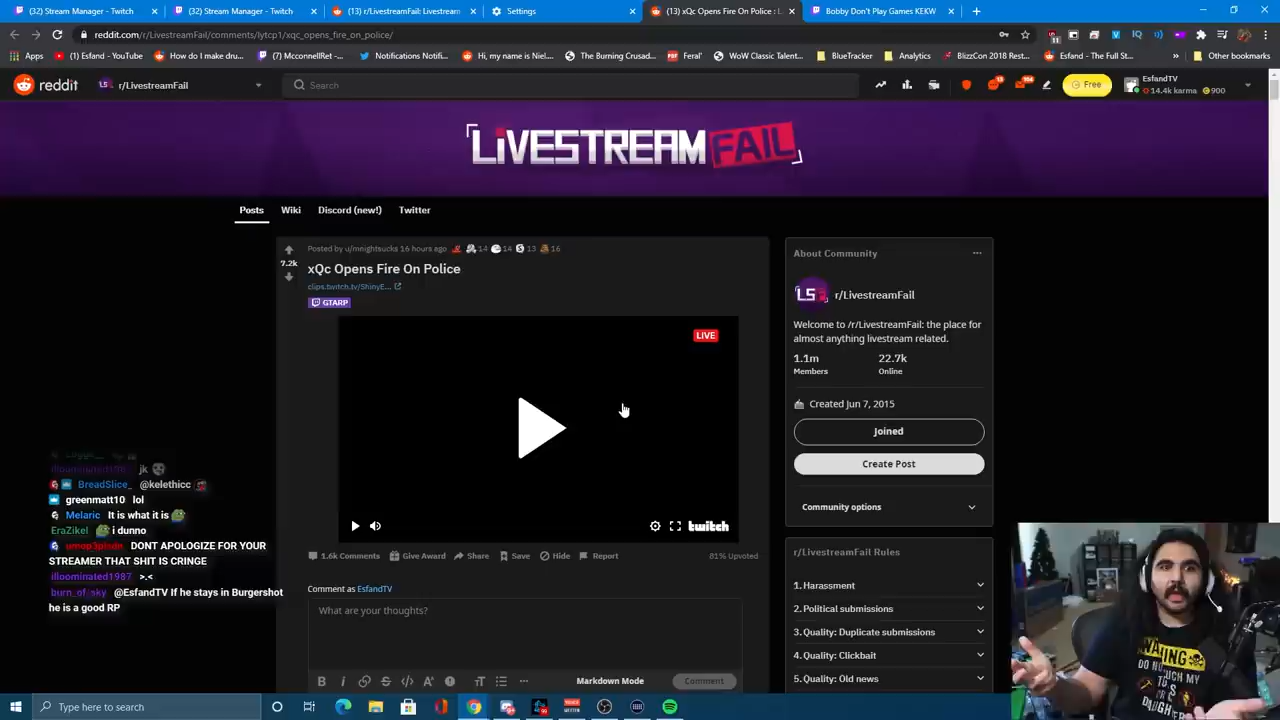 (32) Stream Manager - Twitch
(32) Stream Manager - Twitch
(13) r/LivestreamFail: Livestream
Settings
(13) xQc Opens Fire On Police : L
Bobby Don't Play Games KEKW
reddit.com/r/LivestreamFail/comments/lytcp1/xqc_opens_fire_on_police/
Apps
(1) Esfand - YouTube
How do I make dru...
(2) McconnellRet - ...
Notifications Notifi...
Hi, my name is Niel...
The Burning Crusad...
Feral'
WoW Classic Talent...
BlueTracker
Analytics
BlizzCon 2018 Rest...
Esfand - The Full St...
Other bookmarks
reddit
r/LivestreamFail
Search
Free
EsfandTV
14.4k karma
900
LIVESTREAMFAIL
Posts
Wiki
Discord (new!)
Twitter
Posted by u/meightsucks 16 hours ago
14
14
13
16
7.2k
xQc Opens Fire On Police
clips.twitch.tv/ShinyE...
GTARP
LIVE
twitch
1.6k Comments
Give Award
Share
Save
Hide
Report
81% Upvoted
Comment as EsfandTV
What are your thoughts?
Markdown Mode
Comment
About Community
r/LivestreamFail
Welcome to /r/LivestreamFail: the place for
almost anything livestream related.
1.1m
22.7k
Members
Online
Created Jun 7, 2015
Joined
Create Post
Community options
r/LivestreamFail Rules
1. Harassment
2. Political submissions
3. Quality: Duplicate submissions
4. Quality: Clickbait
5. Quality: Old news
jk
BreadSlice_ @kelethicc
greenmatt10 lol
Melaric It is what it is
EraZikel i dunno
DONT APOLOGIZE FOR YOUR
STREAMER THAT SHIT IS CRINGE
illoominated1987 >.<
burn_of_sky @EsfandTV If he stays in Burgershot
he is a good RP
DO NOT
MY
Type here to search